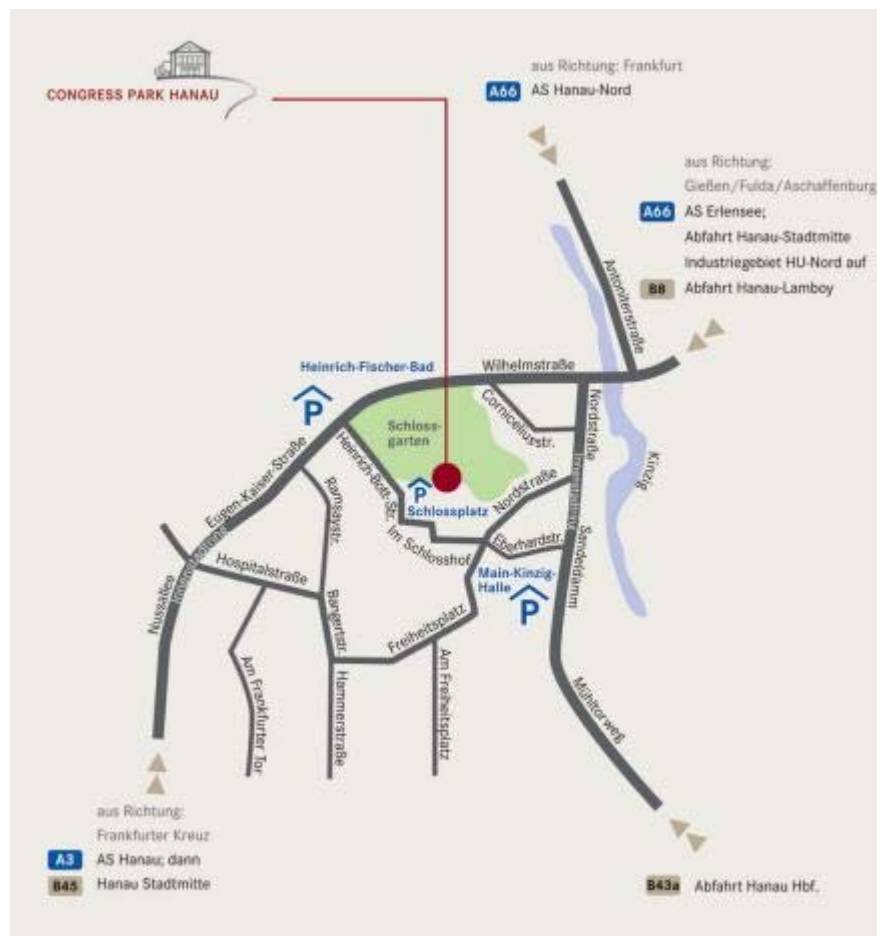 aus Richtung: Frankfurt
CONGRESS PARK HANAU
A66 AS Hanau-Nord
aus Richtung:
Gießen/Fulda/Aschaffenburg
A66 AS Erlensee;
Abfahrt Hanau-Stadtmitte
Industriegebiet HU-Nord auf
B8 Abfahrt Hanau-Lamboy
Antoniterstraße
Heinrich-Fischer-Bad
P
Wilhelmstraße
Corniceliusstr.
Nordstraße
Schloss-
garten
Kinzig
Eugen-Kaiser-Straße
Heinrich-Bott-Str.
Ramsaystr.
P
Schlossplatz
Nordstraße
Im Schlosshof
Eberhardstr.
Sandeldamm
Hospitalstraße
Main-Kinzig-
Halle
P
Nussallee
Bangertstr.
Freiheitsplatz
Am Frankfurter Tor
Hammerstraße
Am Freiheitsplatz
Mühltorweg
aus Richtung:
Frankfurter Kreuz
A3 AS Hanau; dann
B45 Hanau Stadtmitte
B43a Abfahrt Hanau Hbf.